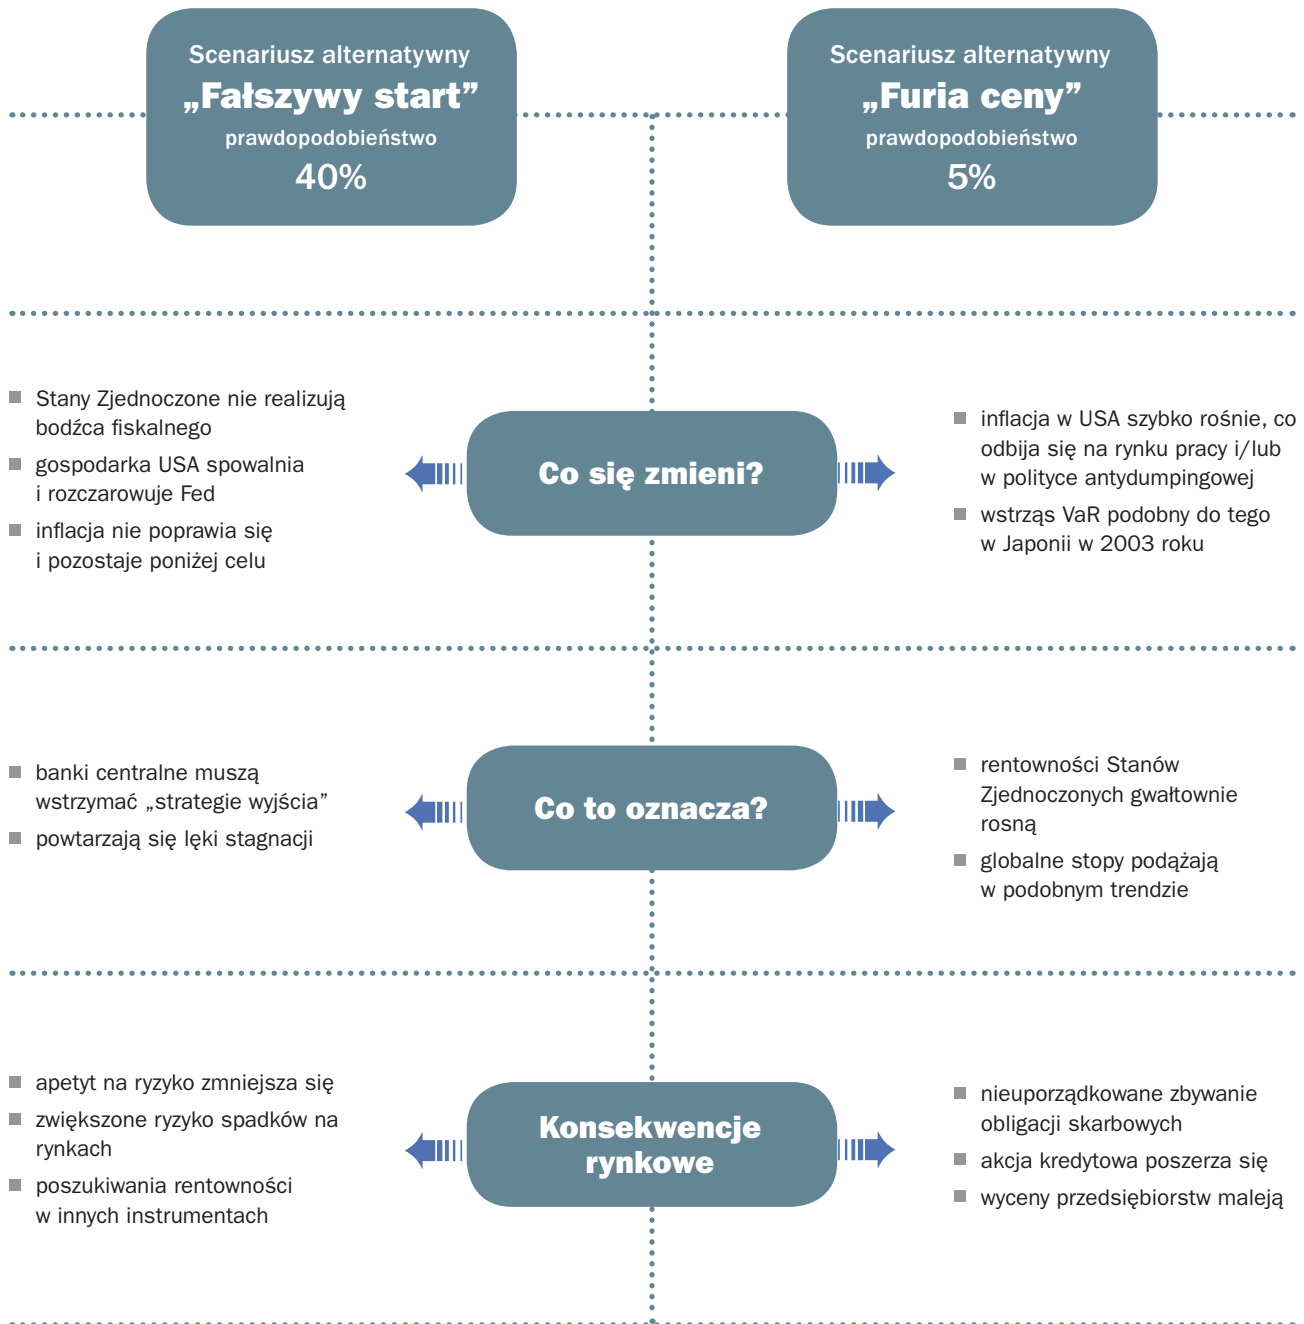 Scenariusz alternatywny
„Fałszywy start”
prawdopodobieństwo
40%
Scenariusz alternatywny
„Furia ceny”
prawdopodobieństwo
5%
Stany Zjednoczone nie realizują
bodźca fiskalnego
gospodarka USA spowalnia
i rozczarowuje Fed
inflacja nie poprawia się
i pozostaje poniżej celu
Co się zmieni?
inflacja w USA szybko rośnie, co
odbija się na rynku pracy i/lub
w polityce antydumpingowej
wstrząs VaR podobny do tego
w Japonii w 2003 roku
banki centralne muszą
wstrzymać „strategie wyjścia”
powtarzają się lęki stagnacji
Co to oznacza?
rentowności Stanów
Zjednoczonych gwałtownie
rosną
globalne stopy podążają
w podobnym trendzie
apetyt na ryzyko zmniejsza się
zwiększone ryzyko spadków na
rynkach
poszukiwania rentowności
w innych instrumentach
Konsekwencje
rynkowe
nieuporządkowane zbywanie
obligacji skarbowych
akcja kredytowa poszerza się
wyceny przedsiębiorstw maleją